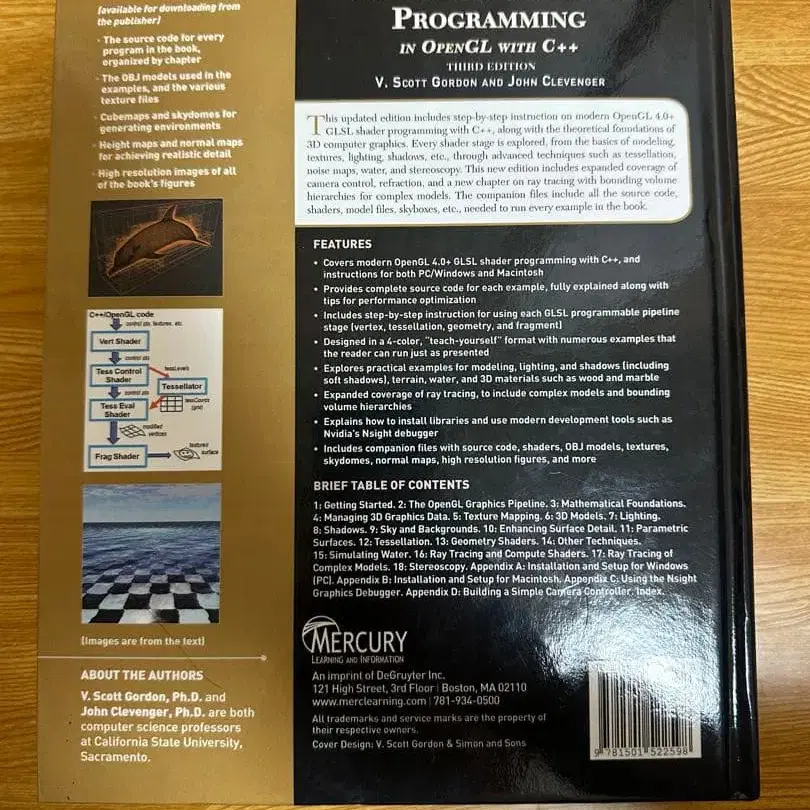 (available for downloading from
the publisher)
• The source code for every
program in the book,
organized by chapter
• The OBJ models used in the
examples, and the various
texture files
• Cubemaps and skydomes for
generating environments
• Height maps and normal maps
for achieving realistic detail
• High resolution images of all
of the book's figures
C++/OpenGL code
control pts, textures, etc.
Vert Shader
control pts
Tess Control
Shader
tessLevels
Tessellator
control pts
Tess Eval
Shader
tessCoords
(grid)
modified
vertices
Frag Shader
textured
surface
(Images are from the text)
ABOUT THE AUTHORS
V. Scott Gordon, Ph.D. and
John Clevenger, Ph.D. are both
computer science professors
at California State University,
Sacramento.
PROGRAMMING
IN OPENGL WITH C++
THIRD EDITION
V. SCOTT GORDON AND JOHN CLEVENGER
This updated edition includes step-by-step instruction on modern OpenGL 4.0+
GLSL shader programming with C++, along with the theoretical foundations of
3D computer graphics. Every shader stage is explored, from the basics of modeling,
textures, lighting, shadows, etc., through advanced techniques such as tessellation,
noise maps, water, and stereoscopy. This new edition includes expanded coverage of
camera control, refraction, and a new chapter on ray tracing with bounding volume
hierarchies for complex models. The companion files include all the source code,
shaders, model files, skyboxes, etc., needed to run every example in the book.
FEATURES
• Covers modern OpenGL 4.0+ GLSL shader programming with C++, and
instructions for both PC/Windows and Macintosh
• Provides complete source code for each example, fully explained along with
tips for performance optimization
• Includes step-by-step instruction for using each GLSL programmable pipeline
stage (vertex, tessellation, geometry, and fragment)
• Designed in a 4-color, "teach-yourself" format with numerous examples that
the reader can run just as presented
• Explores practical examples for modeling, lighting, and shadows (including
soft shadows), terrain, water, and 3D materials such as wood and marble
• Expanded coverage of ray tracing, to include complex models and bounding
volume hierarchies
• Explains how to install libraries and use modern development tools such as
Nvidia's Nsight debugger
• Includes companion files with source code, shaders, OBJ models, textures,
skydomes, normal maps, high resolution figures, and more
BRIEF TABLE OF CONTENTS
1: Getting Started. 2: The OpenGL Graphics Pipeline. 3: Mathematical Foundations.
4: Managing 3D Graphics Data. 5: Texture Mapping. 6: 3D Models. 7: Lighting.
8: Shadows. 9: Sky and Backgrounds. 10: Enhancing Surface Detail. 11: Parametric
Surfaces. 12: Tessellation. 13: Geometry Shaders. 14: Other Techniques.
15: Simulating Water. 16: Ray Tracing and Compute Shaders. 17: Ray Tracing of
Complex Models. 18: Stereoscopy. Appendix A: Installation and Setup for Windows
(PC). Appendix B: Installation and Setup for Macintosh. Appendix C: Using the Nsight
Graphics Debugger. Appendix D: Building a Simple Camera Controller. Index.
MERCURY
LEARNING AND INFORMATION
An imprint of DeGruyter Inc.
121 High Street, 3rd Floor | Boston, MA 02110
www.merclearning.com | 781-934-0500
All trademarks and service marks are the property of
their respective owners.
Cover Design: V. Scott Gordon & Simon and Sons
9 781501 522598